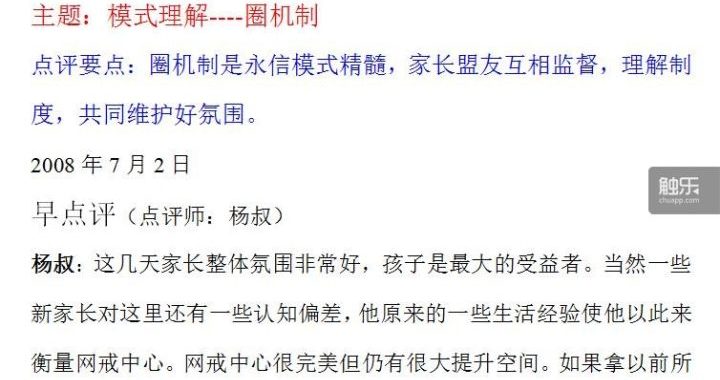 主题：模式理解----圈机制
点评要点：圈机制是永信模式精髓，家长盟友互相监督，理解制
度，共同维护好氛围。
2008 年 7 月 2 日
触乐
chuapp.com
早点评（点评师：杨叔）
杨叔：这几天家长整体氛围非常好，孩子是最大的受益者。当然一些
新家长对这里还有一些认知偏差，他原来的一些生活经验使他以此来
衡量网戒中心。网戒中心很完美但仍有很大提升空间。如果拿以前所